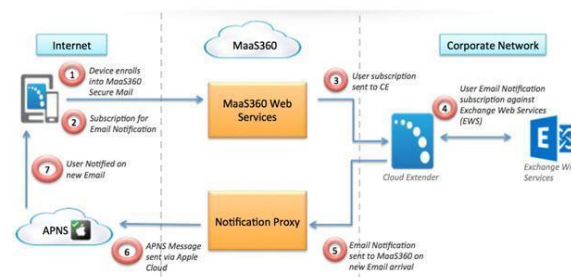 Internet
MaaS360
Corporate Network
1
Device enrolls
into MaaS360
Secure Mail
2
Subscription for
Email Notification
MaaS360 Web
Services
3
User subscription
sent to CE
4
User Email Notification
subscription against
Exchange Web Services
(EWS)
Cloud Extender
E
Exchange We
Services
7
User Notified on
new Email
APNS
6
APNS Message
sent via Apple
Cloud
Notification Proxy
5
Email Notification
sent to MaaS360 on
new Email arrival